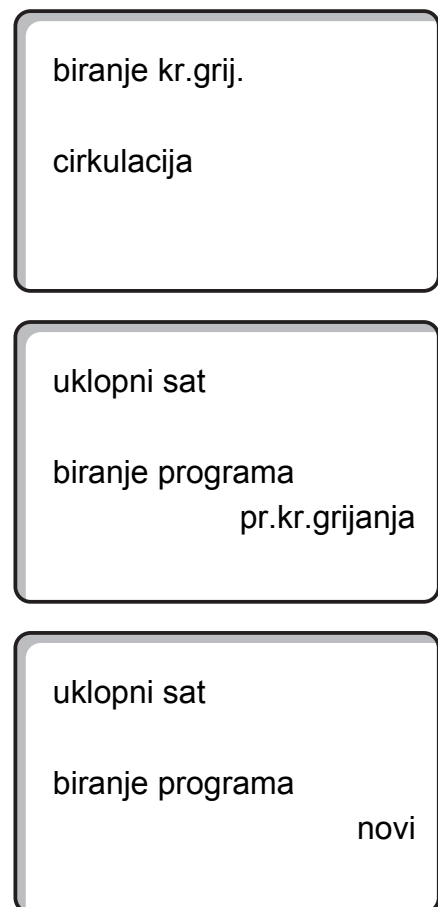 biranje kr.grij.
cirkulacija
uklopni sat
biranje programa
pr.kr.grijanja
uklopni sat
biranje programa
novi